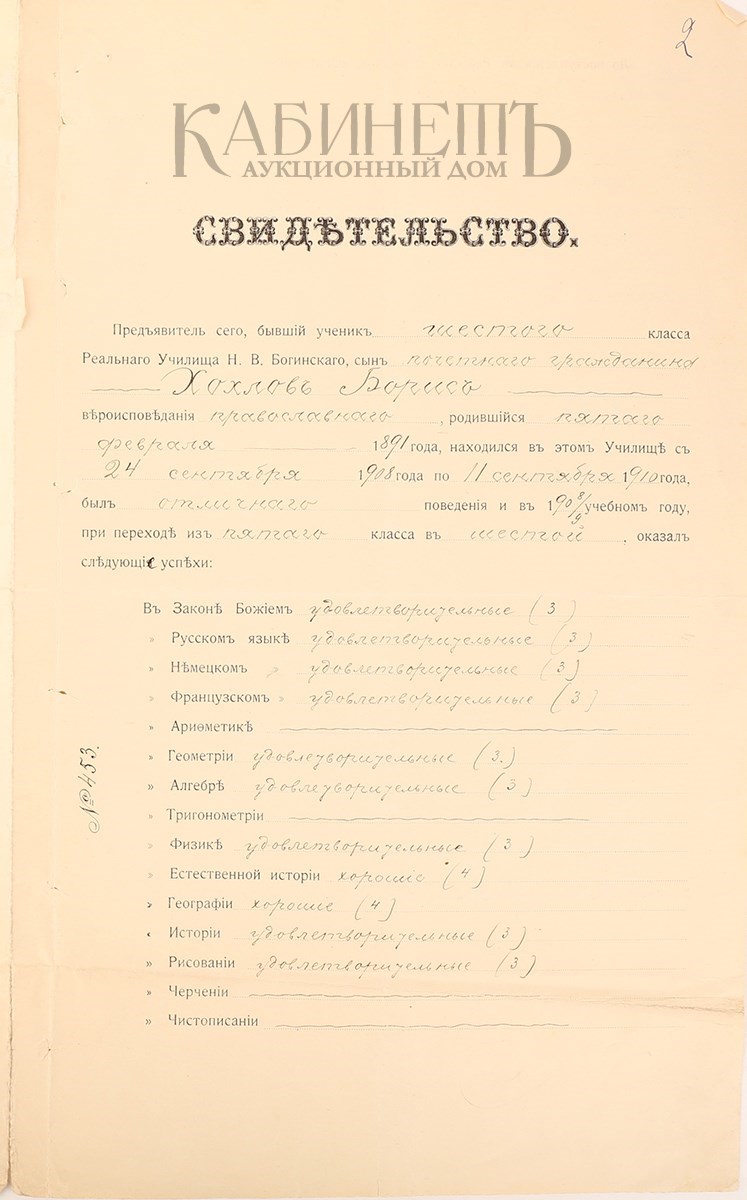 2
КАБИНЕТЪ
АУКЦИОННЫЙ ДОМ
СВИДѢТЕЛЬСТВО.
Предъявитель сего, бывшій ученикъ шестого класса
Реальнаго Училища Н. В. Богинскаго, сынъ почетнаго гражданина
Хохловъ Борисъ
вѣроисповѣданія православнаго, родившійся пятаго
февраля 1891 года, находился въ этомъ Училищѣ съ
24 сентября 1908 года по 11 сентября 1910 года,
былъ отличнаго поведенія и въ 1908/9 учебномъ году,
при переходѣ изъ пятаго класса въ шестой, оказалъ
слѣдующіе успѣхи:
Въ Законѣ Божіемъ удовлетворительные (3)
» Русскомъ языкѣ удовлетворительные (3)
» Нѣмецкомъ » удовлетворительные (3)
» Французскомъ » удовлетворительные (3)
» Ариѳметикѣ
» Геометріи удовлетворительные (3.)
» Алгебрѣ удовлетворительные (3)
» Тригонометріи
» Физикѣ удовлетворительные (3)
» Естественной исторіи хорошіе (4)
» Географіи хорошіе (4)
» Исторіи удовлетворительные (3)
» Рисованіи удовлетворительные (3)
» Черченіи
» Чистописаніи
№ 453.